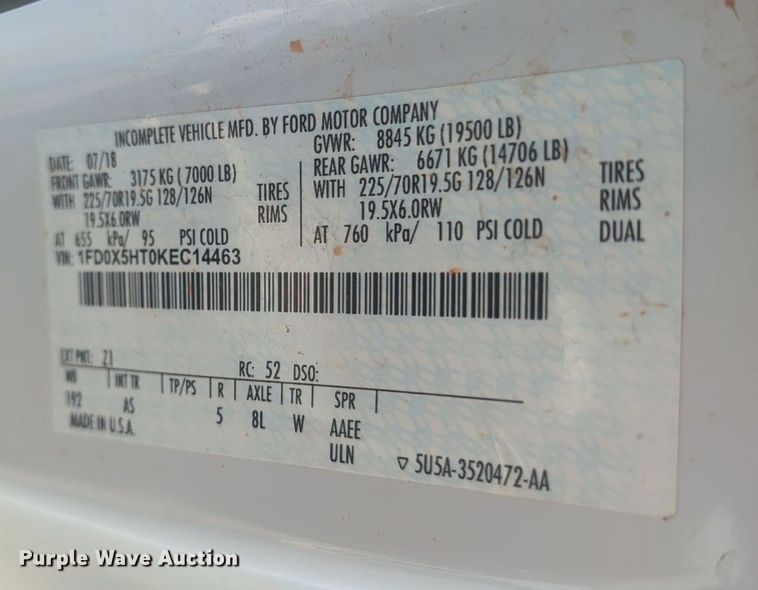 INCOMPLETE VEHICLE MFD. BY FORD MOTOR COMPANY
DATE: 07/18 GVWR: 8845 KG (19500 LB)
FRONT GAWR: 3175 KG (7000 LB) REAR GAWR: 6671 KG (14706 LB)
WITH 225/70R19.5G 128/126N TIRES WITH 225/70R19.5G 128/126N TIRES
19.5X6.0RW RIMS 19.5X6.0RW RIMS
AT 655 kPa/ 95 PSI COLD AT 760 kPa/ 110 PSI COLD DUAL
VIN: 1FD0X5HT0KEC14463
EXT PNT: Z1 RC: 52 DSO:
WB INT TR TP/PS R AXLE TR SPR
192 AS 5 8L W AAEE
MADE IN U.S.A. ULN
▽ 5U5A-3520472-AA
Purple Wave Auction